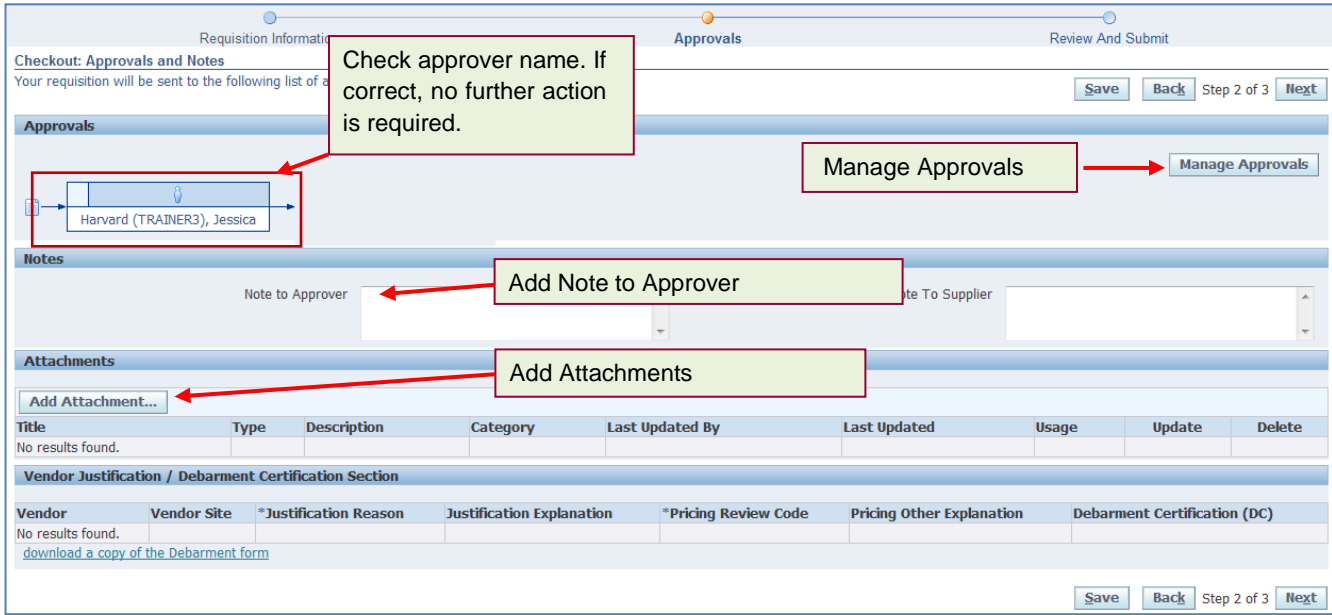 Requisition Information
Approvals
Review And Submit
Checkout: Approvals and Notes
Your requisition will be sent to the following list of a
Check approver name. If
correct, no further action
is required.
Save Back Step 2 of 3 Next
Approvals
Manage Approvals
Manage Approvals
Harvard (TRAINER3), Jessica
Notes
Note to Approver
Add Note to Approver
ote To Supplier
Attachments
Add Attachments
Add Attachment...
Title Type Description Category Last Updated By Last Updated Usage Update Delete
No results found.
Vendor Justification / Debarment Certification Section
Vendor Vendor Site *Justification Reason Justification Explanation *Pricing Review Code Pricing Other Explanation Debarment Certification (DC)
No results found.
download a copy of the Debarment form
Save Back Step 2 of 3 Next